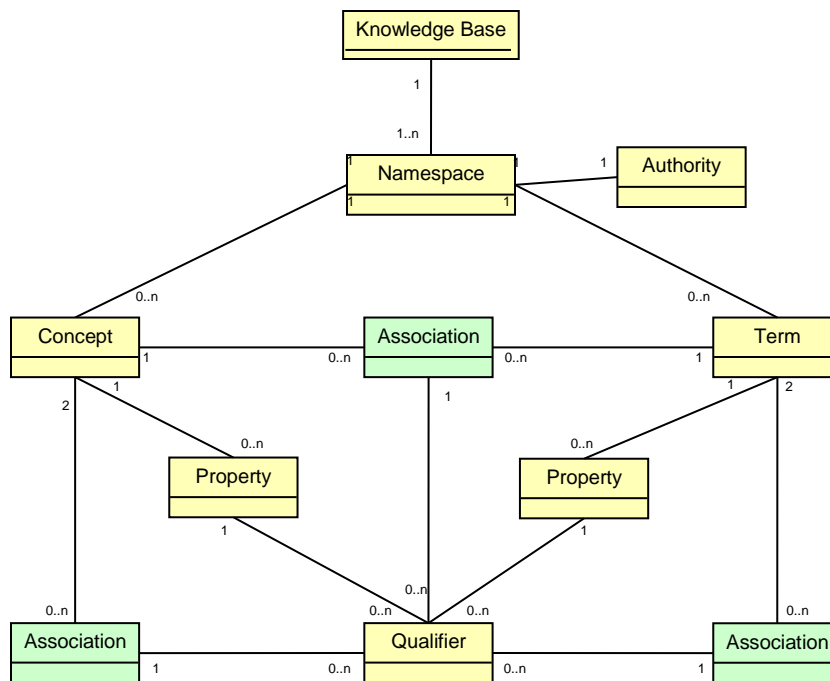 Knowledge Base
1
1..n
1
1
1
Authority
Namespace
1
1
0..n
0..n
Concept
Association
Term
1
0..n
0..n
1
2
1
1
1
2
0..n
0..n
Property
Property
1
1
0..n
0..n
0..n
0..n
0..n
Association
Qualifier
Association
1
0..n
0..n
1